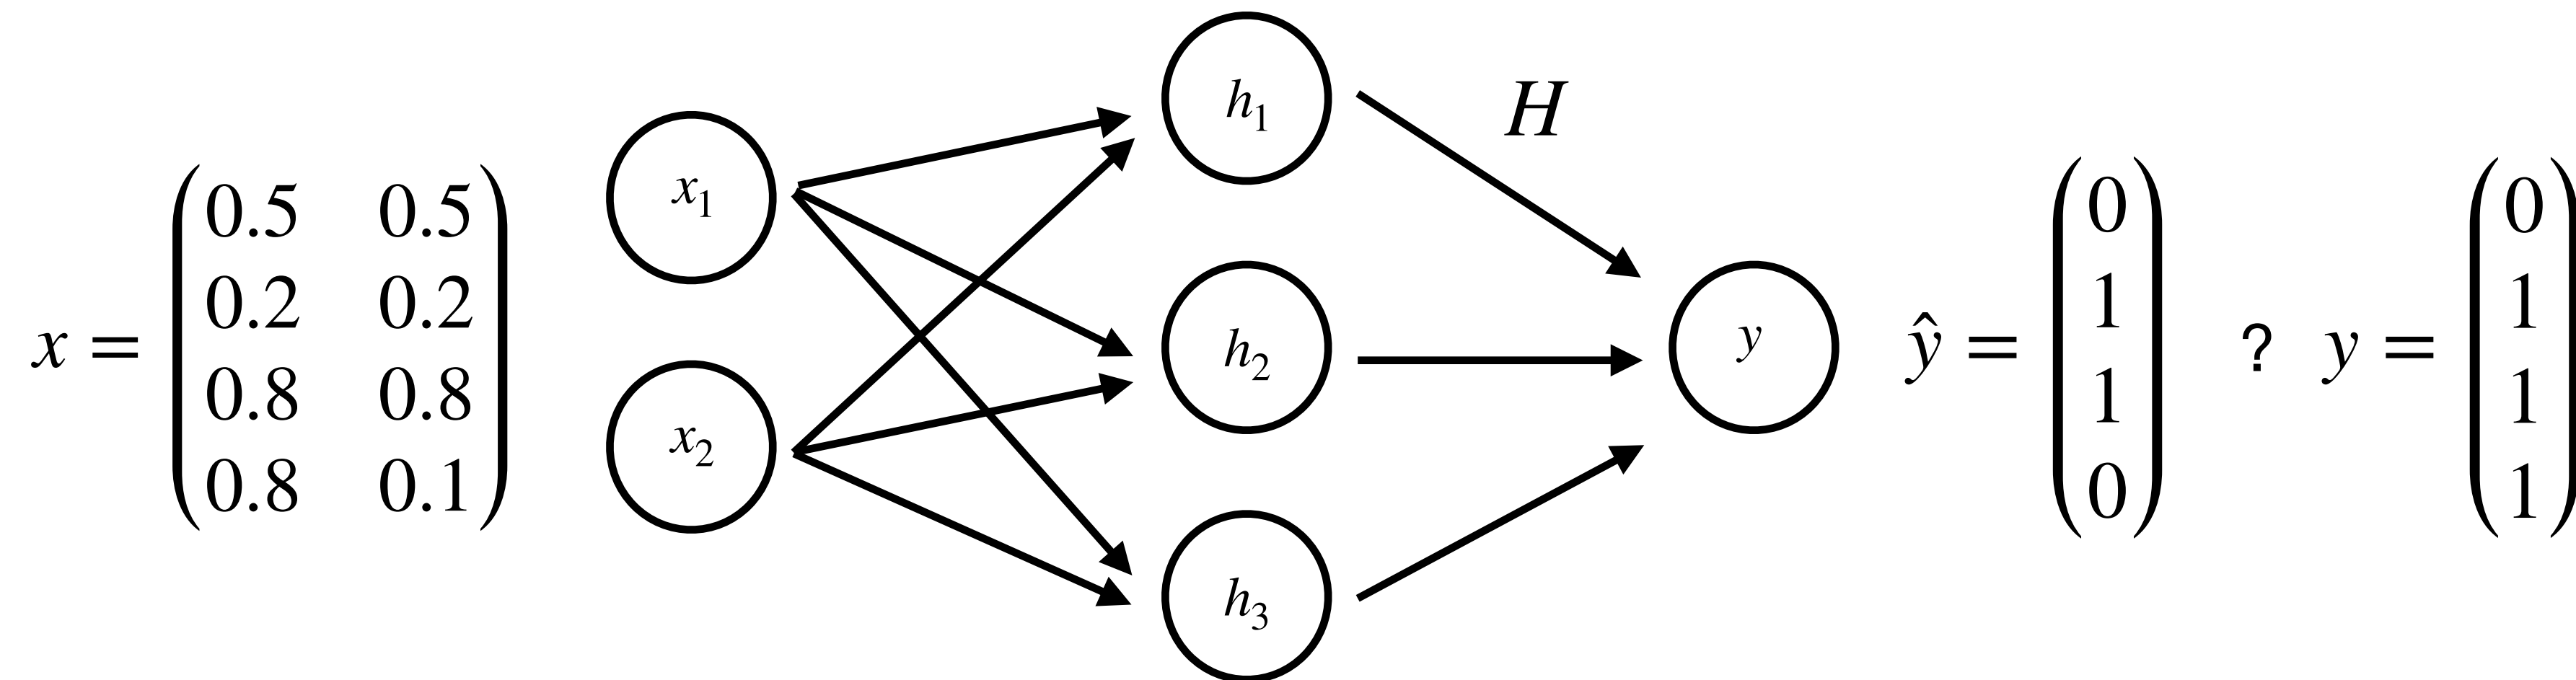 x =
0.5 0.5
0.2 0.2
0.8 0.8
0.8 0.1
x₁
x₂
h₁
h₂
h₃
H
y
ŷ =
0
1
1
0
?
y =
0
1
1
1